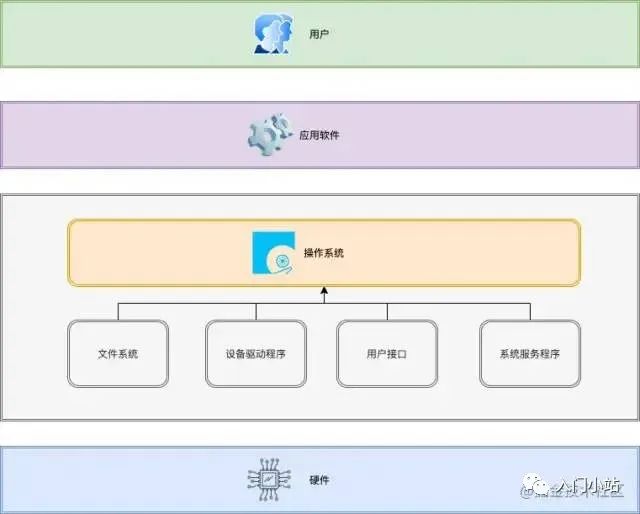 用户
应用软件
操作系统
文件系统
设备驱动程序
用户接口
系统服务程序
硬件
入门小站
@掘金技术社区